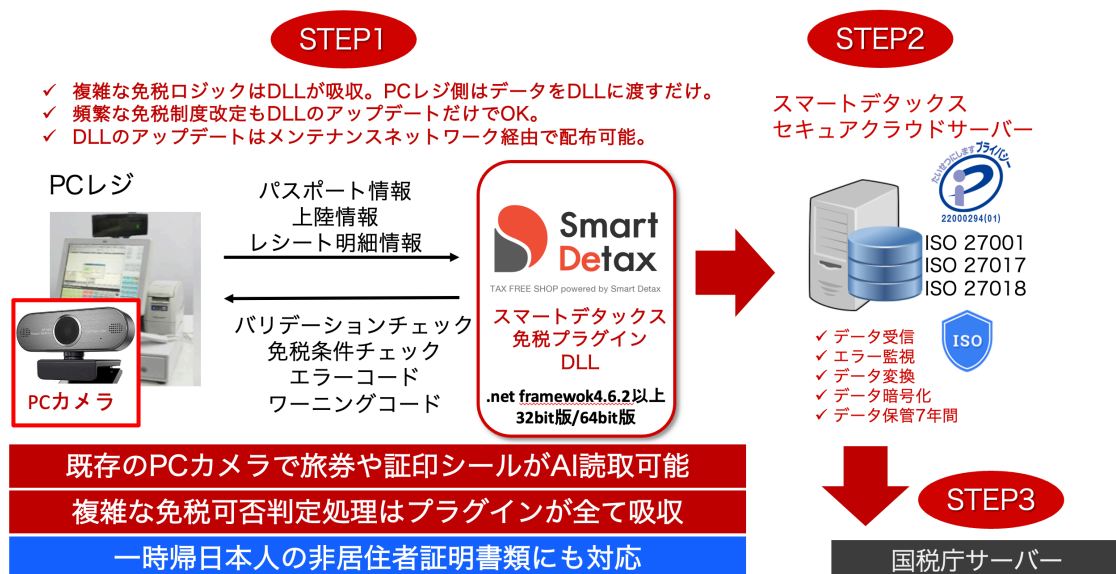 STEP1
✓ 複雑な免税ロジックはDLLが吸収。PCレジ側はデータをDLLに渡すだけ。
✓ 頻繁な免税制度改定もDLLのアップデートだけでOK。
✓ DLLのアップデートはメンテナンスネットワーク経由で配布可能。
PCレジ
PCカメラ
パスポート情報
上陸情報
レシート明細情報
バリデーションチェック
免税条件チェック
エラーコード
ワーニングコード
Smart
Detax
TAX FREE SHOP powered by Smart Detax
スマートデタックス
免税プラグイン
DLL
.net framewok4.6.2以上
32bit版/64bit版
既存のPCカメラで旅券や証印シールがAI読取可能
複雑な免税可否判定処理はプラグインが全て吸収
一時帰日本人の非居住者証明書類にも対応
STEP2
スマートデタックス
セキュアクラウドサーバー
たいせつにしますプライバシー
22000294(01)
ISO 27001
ISO 27017
ISO 27018
ISO
✓ データ受信
✓ エラー監視
✓ データ変換
✓ データ暗号化
✓ データ保管7年間
STEP3
国税庁サーバー